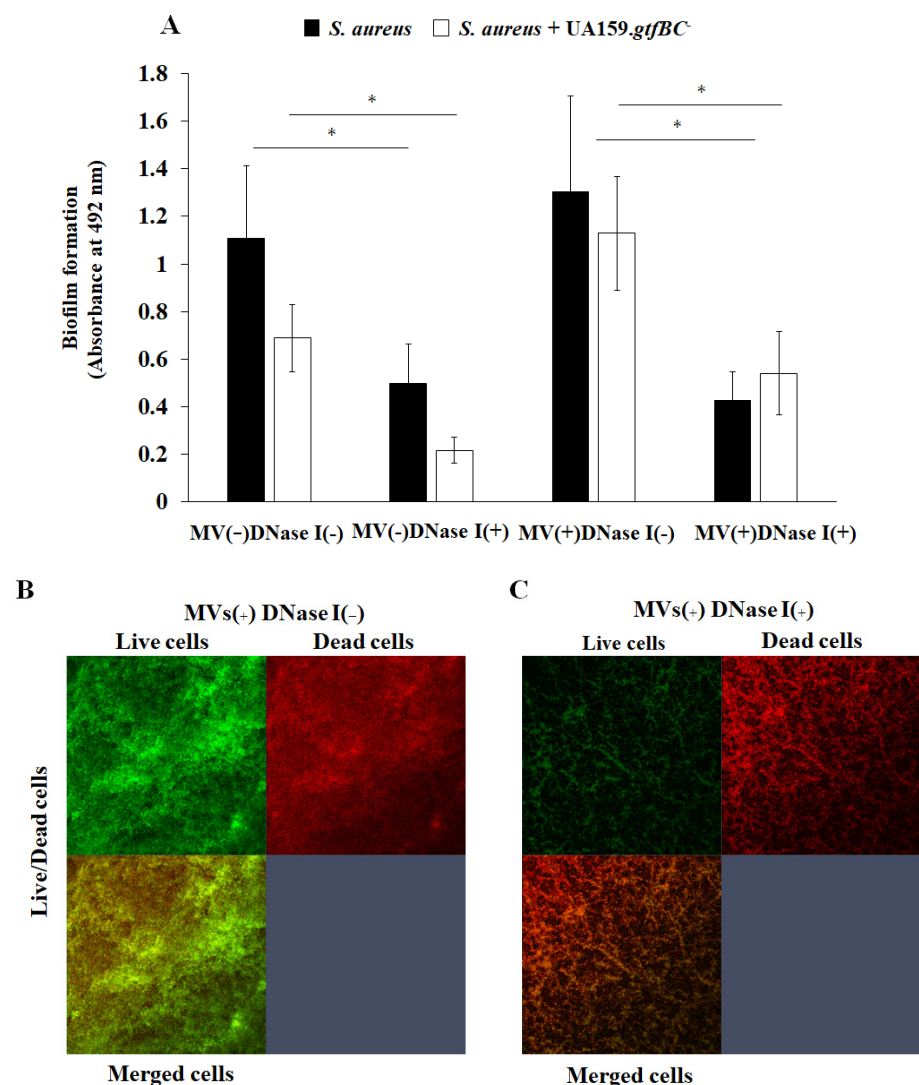 A
S. aureus S. aureus + UA159.gtfBC-
Biofilm formation
(Absorbance at 492 nm)
1.8
1.6
1.4
1.2
1
0.8
0.6
0.4
0.2
0
*
*
*
*
MV(-)DNase I(-) MV(-)DNase I(+) MV(+)DNase I(-) MV(+)DNase I(+)
B
MVs(+) DNase I(-)
Live cells Dead cells
Live/Dead cells
Merged cells
C
MVs(+) DNase I(+)
Live cells Dead cells
Merged cells